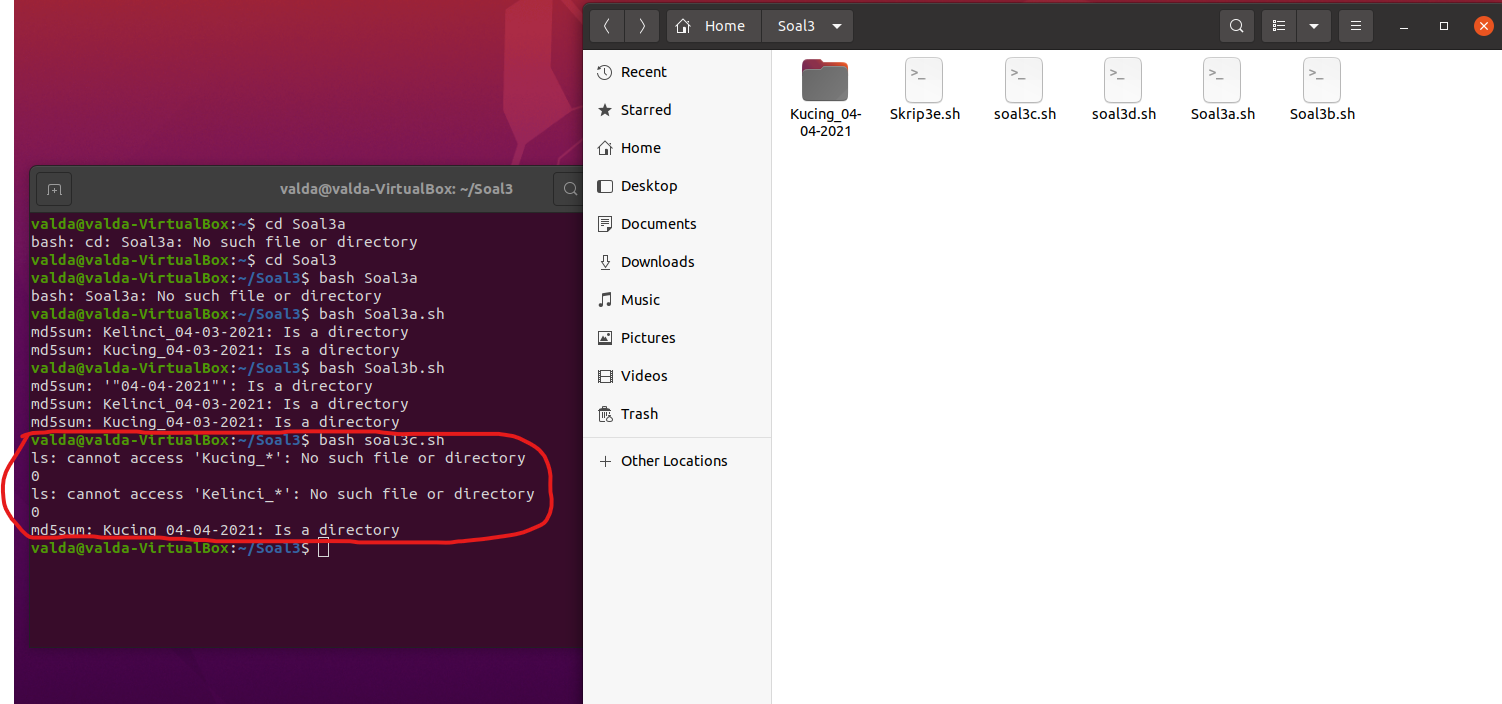 Home Soal3
Recent
Starred
Home
Desktop
Documents
Downloads
Music
Pictures
Videos
Trash
Other Locations
Kucing_04-
04-2021
Skrip3e.sh
soal3c.sh
soal3d.sh
Soal3a.sh
Soal3b.sh
valda@valda-VirtualBox: ~/Soal3
valda@valda-VirtualBox:~$ cd Soal3a
bash: cd: Soal3a: No such file or directory
valda@valda-VirtualBox:~$ cd Soal3
valda@valda-VirtualBox:~/Soal3$ bash Soal3a
bash: Soal3a: No such file or directory
valda@valda-VirtualBox:~/Soal3$ bash Soal3a.sh
md5sum: Kelinci_04-03-2021: Is a directory
md5sum: Kucing_04-03-2021: Is a directory
valda@valda-VirtualBox:~/Soal3$ bash Soal3b.sh
md5sum: '"04-04-2021"': Is a directory
md5sum: Kelinci_04-03-2021: Is a directory
md5sum: Kucing_04-03-2021: Is a directory
valda@valda-VirtualBox:~/Soal3$ bash soal3c.sh
ls: cannot access 'Kucing_*': No such file or directory
0
ls: cannot access 'Kelinci_*': No such file or directory
0
md5sum: Kucing_04-04-2021: Is a directory
valda@valda-VirtualBox:~/Soal3$